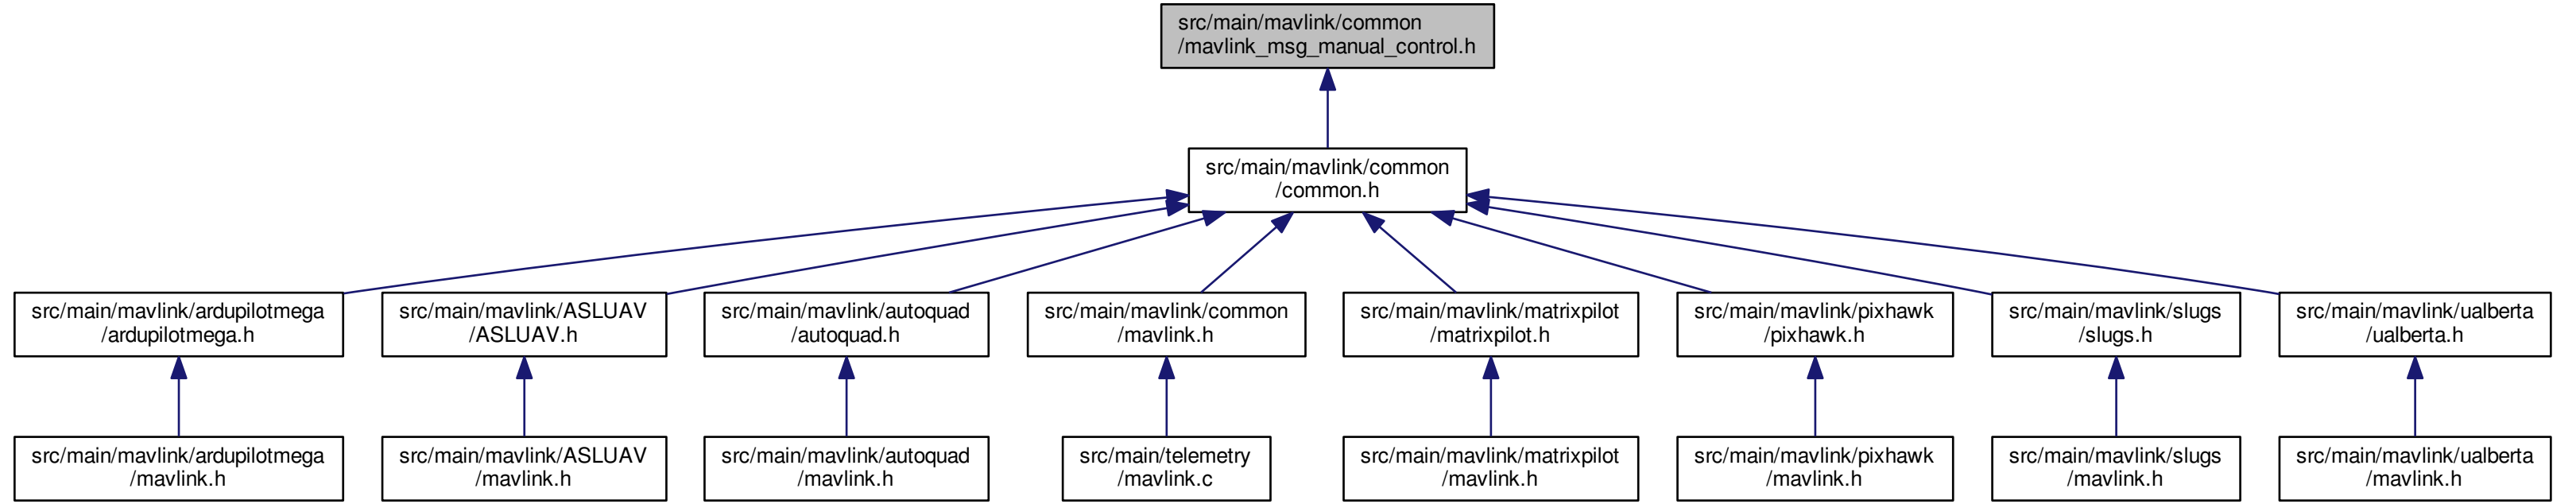 src/main/mavlink/common
/mavlink_msg_manual_control.h
src/main/mavlink/common
/common.h
src/main/mavlink/ardupilotmega
/ardupilotmega.h
src/main/mavlink/ASLUAV
/ASLUAV.h
src/main/mavlink/autoquad
/autoquad.h
src/main/mavlink/common
/mavlink.h
src/main/mavlink/matrixpilot
/matrixpilot.h
src/main/mavlink/pixhawk
/pixhawk.h
src/main/mavlink/slugs
/slugs.h
src/main/mavlink/ualberta
/ualberta.h
src/main/mavlink/ardupilotmega
/mavlink.h
src/main/mavlink/ASLUAV
/mavlink.h
src/main/mavlink/autoquad
/mavlink.h
src/main/telemetry
/mavlink.c
src/main/mavlink/matrixpilot
/mavlink.h
src/main/mavlink/pixhawk
/mavlink.h
src/main/mavlink/slugs
/mavlink.h
src/main/mavlink/ualberta
/mavlink.h